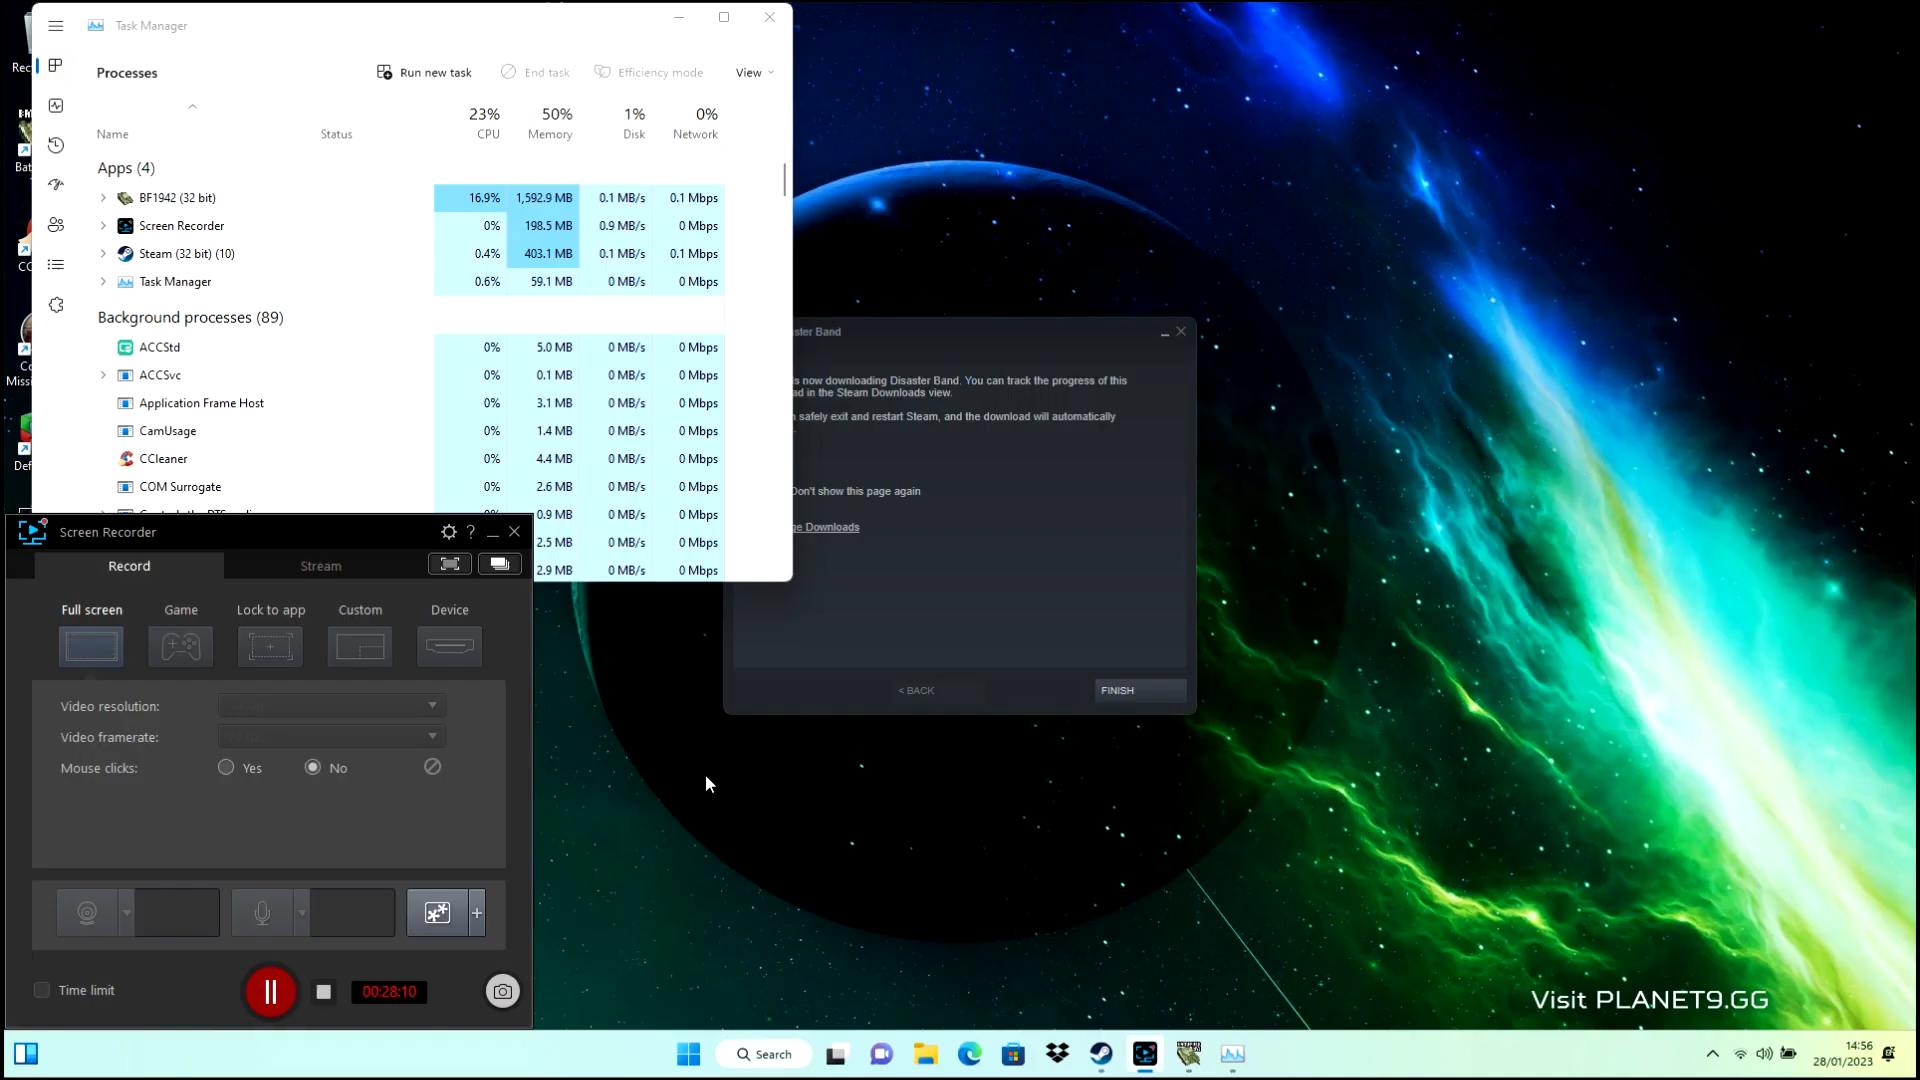 Task Manager
Processes
Run new task
End task
Efficiency mode
View
23% 50% 1% 0%
Name Status CPU Memory Disk Network
Apps (4)
BF1942 (32 bit) 16.9% 1,592.9 MB 0.1 MB/s 0.1 Mbps
Screen Recorder 0% 198.5 MB 0.9 MB/s 0 Mbps
Steam (32 bit) (10) 0.4% 403.1 MB 0.1 MB/s 0.1 Mbps
Task Manager 0.6% 59.1 MB 0 MB/s 0 Mbps
Background processes (89)
ACCStd 0% 5.0 MB 0 MB/s 0 Mbps
ACCSvc 0% 0.1 MB 0 MB/s 0 Mbps
Application Frame Host 0% 3.1 MB 0 MB/s 0 Mbps
CamUsage 0% 1.4 MB 0 MB/s 0 Mbps
CCleaner 0% 4.4 MB 0 MB/s 0 Mbps
COM Surrogate 0% 2.6 MB 0 MB/s 0 Mbps
0.9 MB 0 MB/s 0 Mbps
2.5 MB 0 MB/s 0 Mbps
2.9 MB 0 MB/s 0 Mbps
Rec
Bat
CC
Co
Missi
Def
ster Band
s now downloading Disaster Band. You can track the progress of this
ad in the Steam Downloads view.
safely exit and restart Steam, and the download will automatically
Don't show this page again
ge Downloads
< BACK
FINISH
Screen Recorder
?
Record
Stream
Full screen
Game
Lock to app
Custom
Device
Video resolution:
Video framerate:
Mouse clicks:
Yes
No
+
Time limit
00:28:10
Visit PLANET9.GG
Search
14:56
28/01/2023